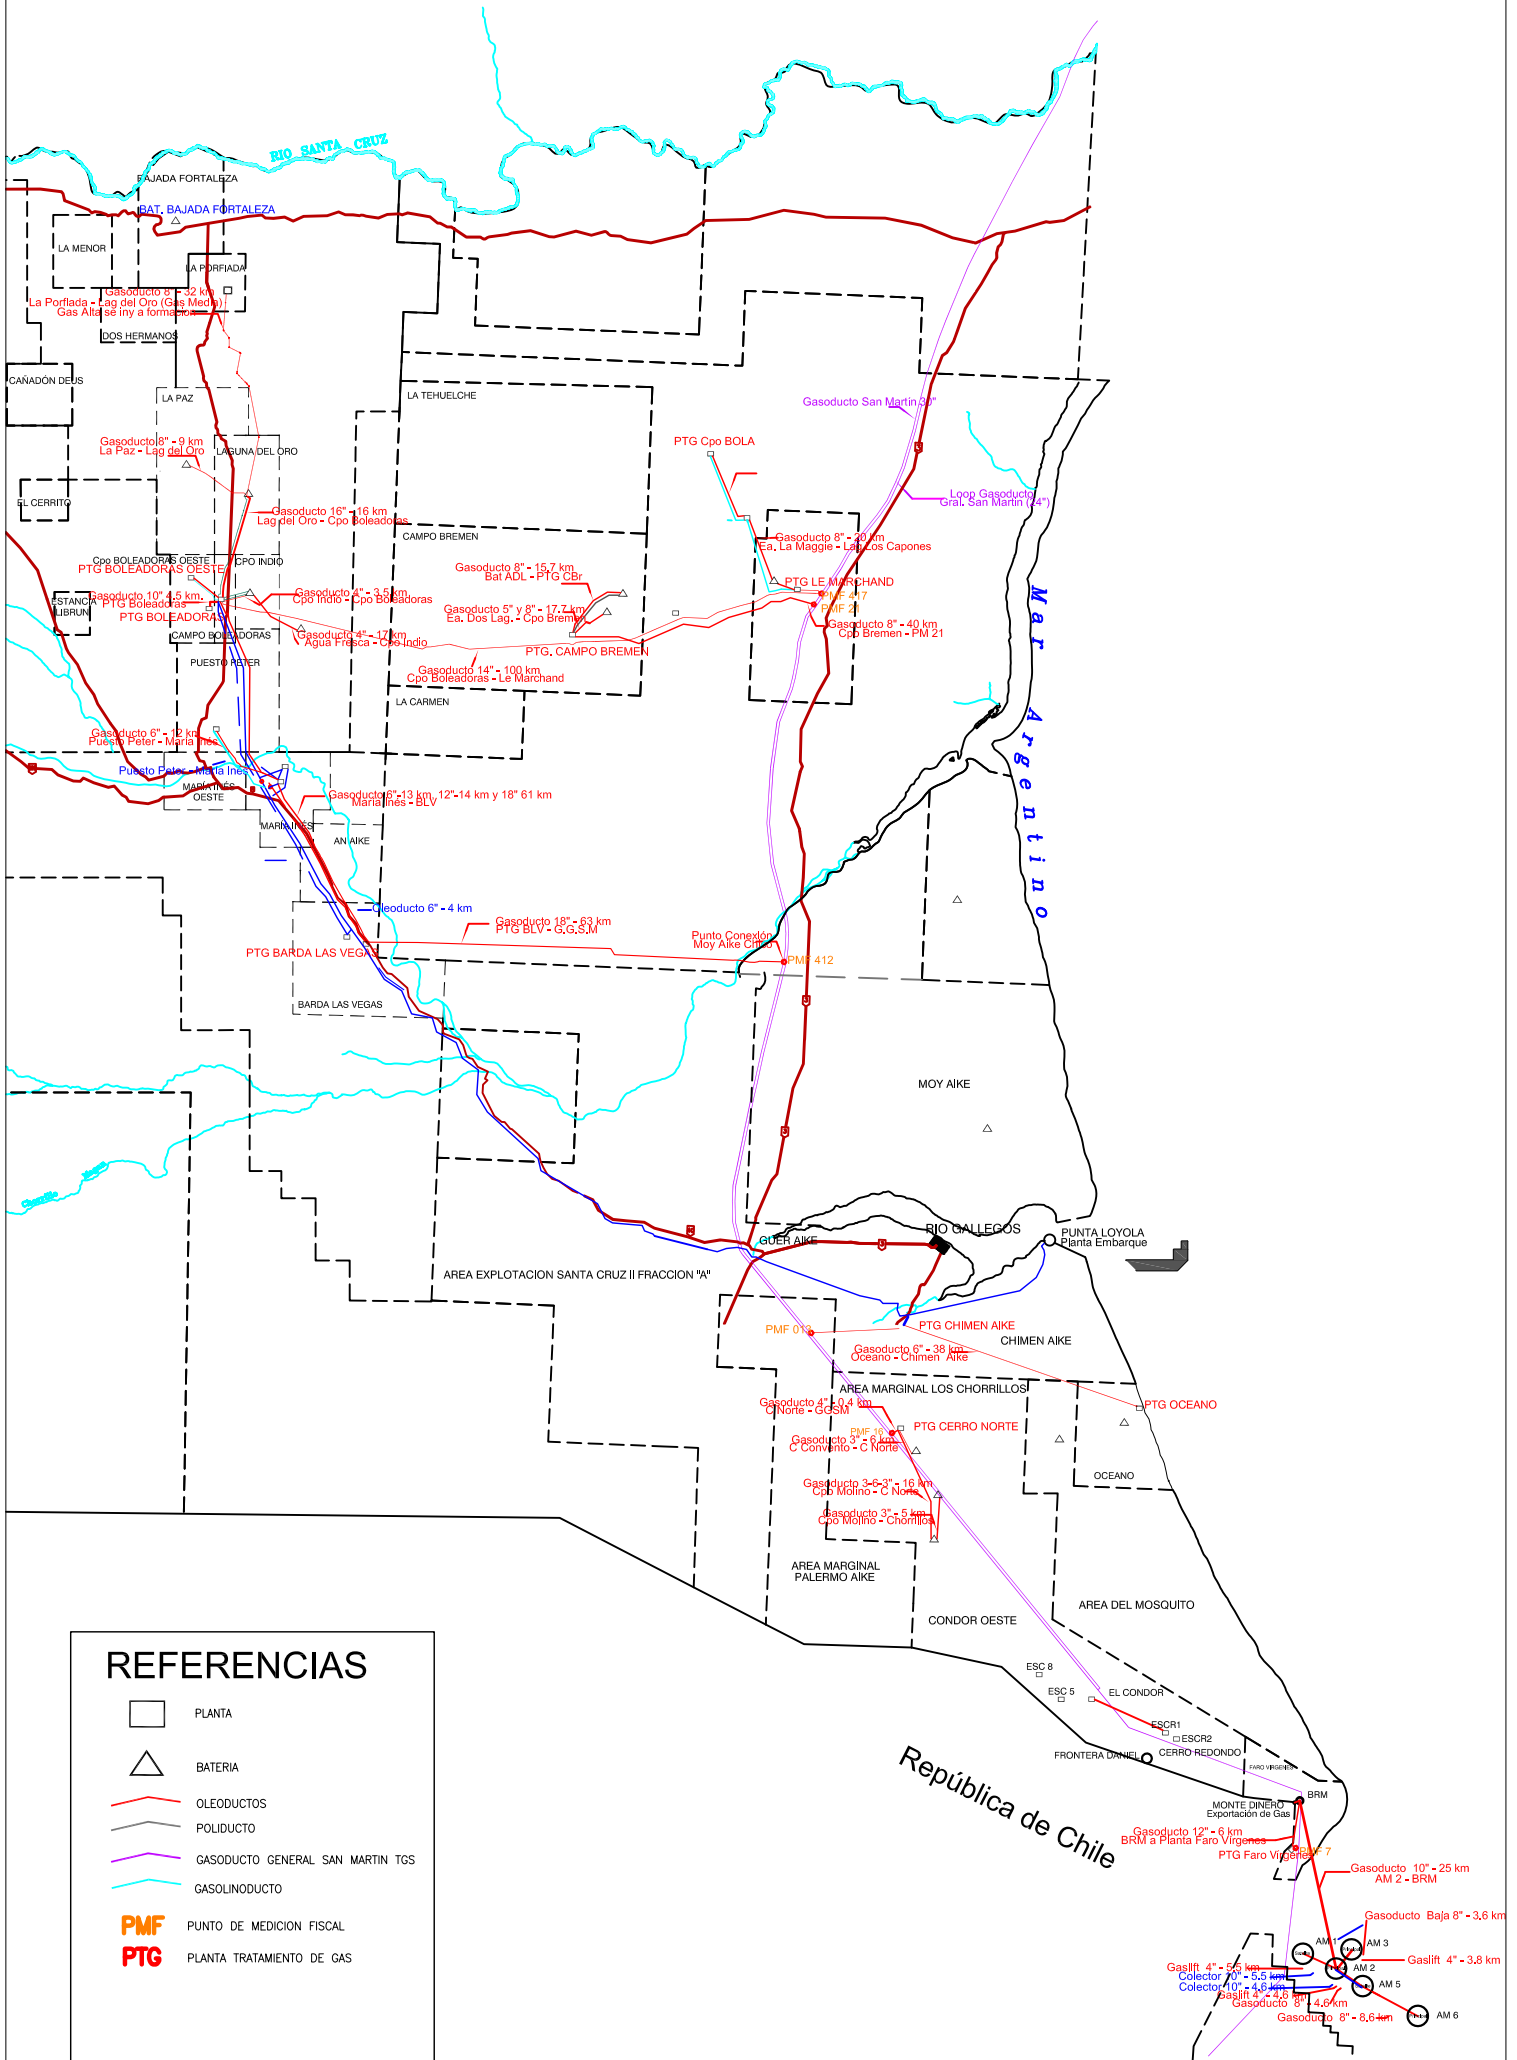 RIO SANTA CRUZ
BAJADA FORTALEZA
BAT. BAJADA FORTALEZA
LA MENOR
LA PORFIADA
Gasoducto 8" - 32 km
La Porfiada - Lag del Oro (Gas Media)
Gas Alta se iny a formación
DOS HERMANOS
CAÑADÓN DEUS
LA PAZ
LA TEHUELCHE
Gasoducto San Martin 30"
Gasoducto 8" - 9 km
La Paz - Lag del Oro
LAGUNA DEL ORO
PTG Cpo BOLA
EL CERRITO
Loop Gasoducto
Gral. San Martin (24")
Gasoducto 16" - 16 km
Lag del Oro - Cpo Boleadoras
CAMPO BREMEN
Gasoducto 8" - 20 km
Ea. La Maggie - Lag Los Capones
Cpo BOLEADORAS OESTE
PTG BOLEADORAS OESTE
CPO INDIO
Gasoducto 8" - 15.7 km
Bat ADL - PTG CBr
PTG LE MARCHAND
PMF 417
PMF 21
ESTANCIA
LIBRUN
Gasoducto 10" 4.5 km.
PTG Boleadoras
PTG BOLEADORAS
Gasoducto 4" - 3.5 km
Cpo Indio - Cpo Boleadoras
Gasoducto 5" y 8" - 17.7 km
Ea. Dos Lag. - Cpo Bremen
Gasoducto 8" - 40 km
Cpo Bremen - PM 21
CAMPO BOLEADORAS
Gasoducto 4" - 17 km
Agua Fresca - Cpo Indio
PTG. CAMPO BREMEN
PUESTO PETER
Gasoducto 14" - 100 km
Cpo Boleadoras - Le Marchand
LA CARMEN
Mar Argentino
Gasoducto 6" - 12 km
Puesto Peter - Maria Inés
Puesto Peter - Maria Inés
MARÍA INÉS
OESTE
Gasoducto 6"-13 km, 12"-14 km y 18" 61 km
Maria Inés - BLV
MARÍA INÉS
AN AIKE
Oleoducto 6" - 4 km
Gasoducto 18" - 63 km
PTG BLV - G.G.S.M
Punto Conexión
Moy Aike Chico
PMF 412
PTG BARDA LAS VEGAS
BARDA LAS VEGAS
MOY AIKE
Chorrillo
RIO GALLEGOS
GUER AIKE
PUNTA LOYOLA
Planta Embarque
AREA EXPLOTACION SANTA CRUZ II FRACCION "A"
PMF 012
PTG CHIMEN AIKE
CHIMEN AIKE
Gasoducto 6" - 38 km
Oceano - Chimen Aike
AREA MARGINAL LOS CHORRILLOS
Gasoducto 4" - 0.4 km
C Norte - GGSM
PTG OCEANO
PMF 16
PTG CERRO NORTE
Gasoducto 3" - 6 km
C Convento - C Norte
OCEANO
Gasoducto 3-6-3" - 16 km
Cpo Molino - C Norte
Gasoducto 3" - 5 km
Cpo Molino - Chorrillos
AREA MARGINAL
PALERMO AIKE
AREA DEL MOSQUITO
CONDOR OESTE
ESC 8
ESC 5
EL CONDOR
ESCR1
ESCR2
CERRO REDONDO
FRONTERA DANIEL
FARO VIRGENES
República de Chile
BRM
MONTE DINERO
Exportación de Gas
Gasoducto 12" - 6 km
BRM a Planta Faro Vírgenes
PTG Faro Vírgenes
PMF 7
Gasoducto 10" - 25 km
AM 2 - BRM
Gasoducto Baja 8" - 3.6 km
AM 1
AM 3
Gaslift 4" - 3.8 km
Gaslift 4" - 5.5 km
AM 2
Colector 10" - 5.5 km
Colector 10" - 4.6 km
AM 5
Gaslift 4" - 4.6 km
Gasoducto 8" - 4.6 km
Gasoducto 8" - 8.6 km
AM 6
REFERENCIAS
PLANTA
BATERIA
OLEODUCTOS
POLIDUCTO
GASODUCTO GENERAL SAN MARTIN TGS
GASOLINODUCTO
PMF PUNTO DE MEDICION FISCAL
PTG PLANTA TRATAMIENTO DE GAS